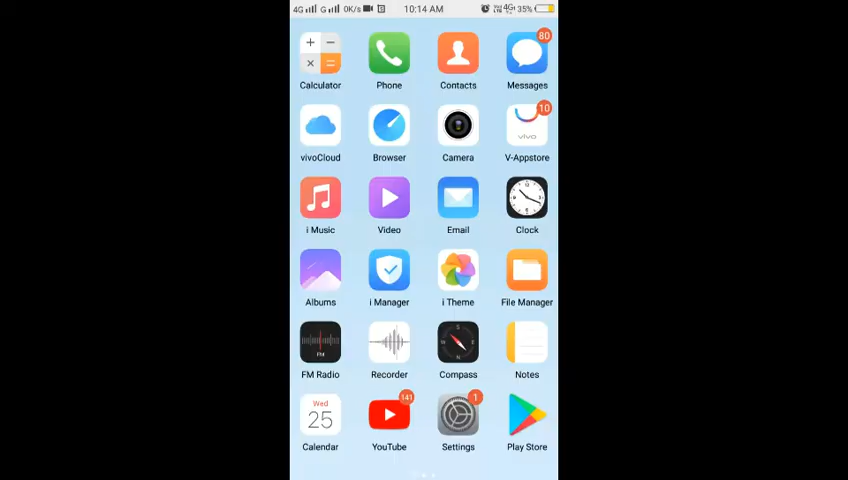 4G G 0K/s 10:14 AM 4G 35%
80
Calculator Phone Contacts Messages
10
vivo
vivoCloud Browser Camera V-Appstore
i Music Video Email Clock
Albums i Manager i Theme File Manager
FM
FM Radio Recorder Compass Notes
Wed 141 1
25
Calendar YouTube Settings Play Store